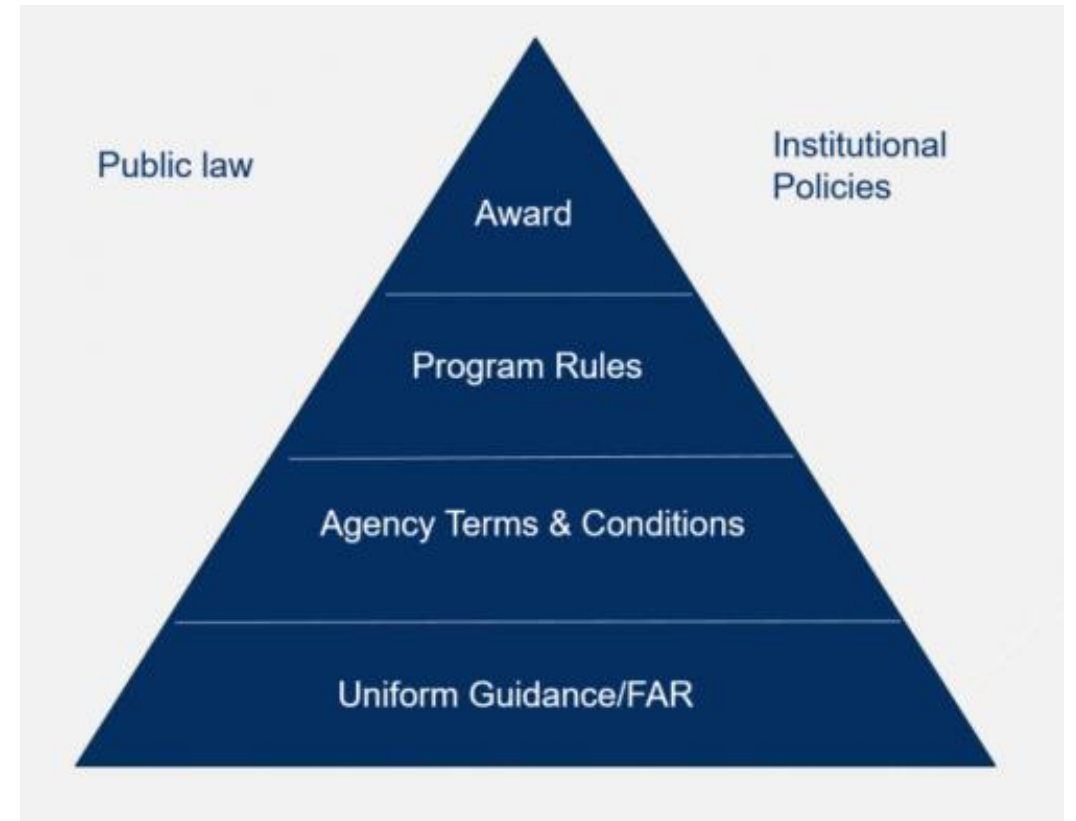 Public law
Institutional
Policies
Award
Program Rules
Agency Terms & Conditions
Uniform Guidance/FAR